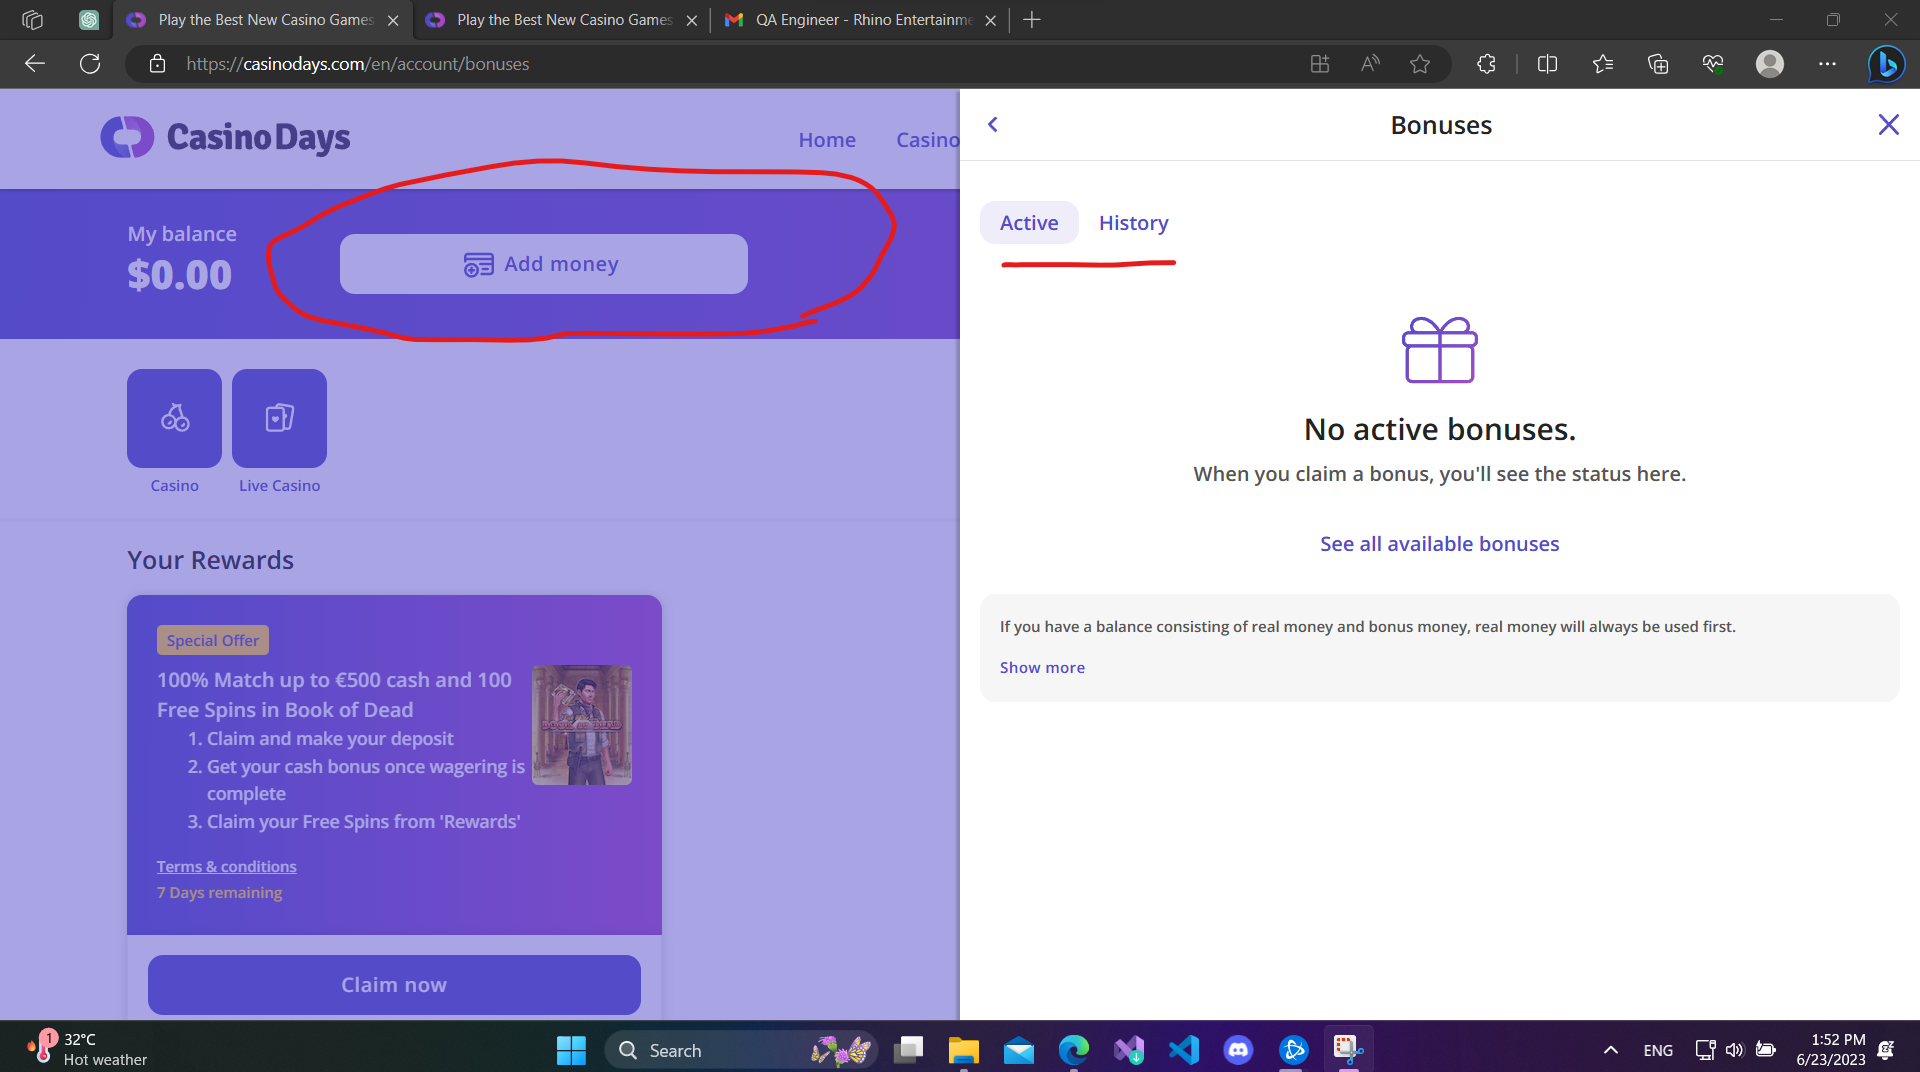 Play the Best New Casino Games
Play the Best New Casino Games
QA Engineer - Rhino Entertainme
https://casinodays.com/en/account/bonuses
CasinoDays
Home
Casino
My balance
$0.00
Add money
Casino
Live Casino
Your Rewards
Special Offer
100% Match up to €500 cash and 100
Free Spins in Book of Dead
1. Claim and make your deposit
2. Get your cash bonus once wagering is
complete
3. Claim your Free Spins from 'Rewards'
BOOK OF DEAD
Terms & conditions
7 Days remaining
Claim now
Bonuses
Active
History
No active bonuses.
When you claim a bonus, you'll see the status here.
See all available bonuses
If you have a balance consisting of real money and bonus money, real money will always be used first.
Show more
1
32°C
Hot weather
Search
ENG
1:52 PM
6/23/2023